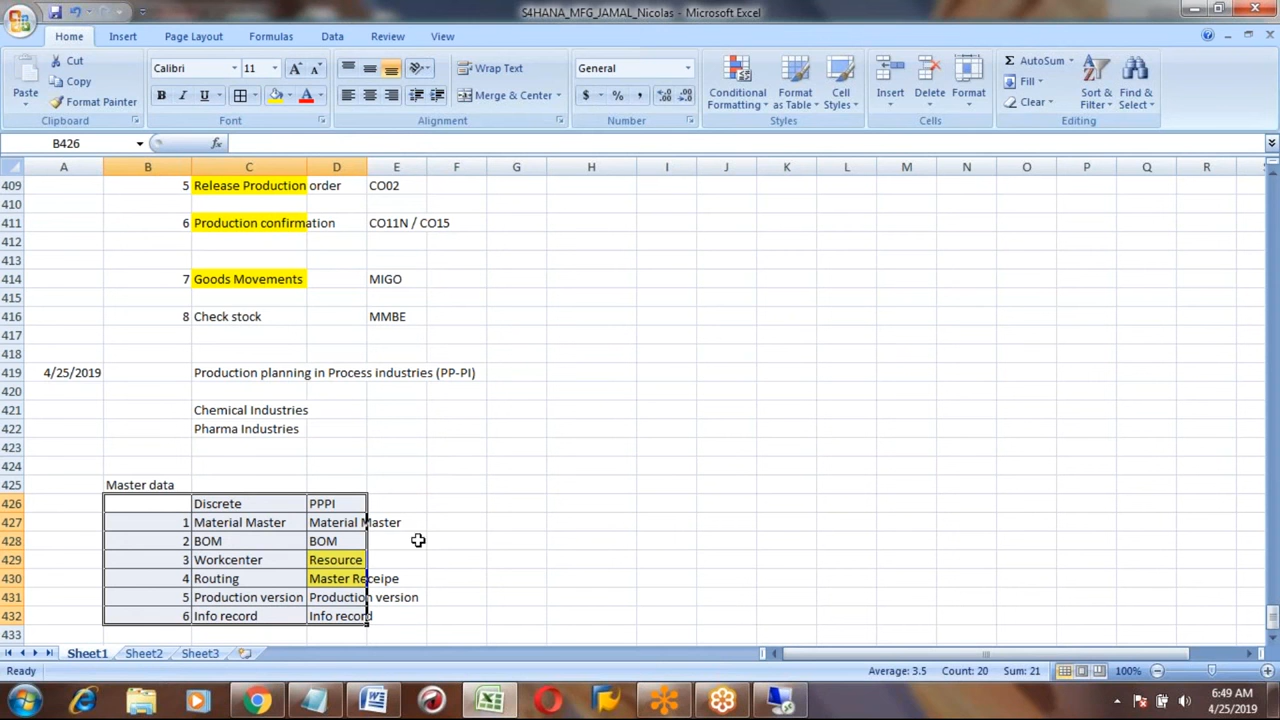 S4HANA_MFG_JAMAL_Nicolas - Microsoft Excel
Home Insert Page Layout Formulas Data Review View
Cut
Copy
Format Painter
Paste
Clipboard
Calibri 11
B I U
Font
Wrap Text
Merge & Center
Alignment
General
$ % ,
Number
Conditional Formatting
Format as Table
Cell Styles
Styles
Insert Delete Format
Cells
Σ AutoSum
Fill
Clear
Sort & Filter
Find & Select
Editing
B426 fx
A B C D E F G H I J K L M N O P Q R
409 5 Release Production order CO02
410
411 6 Production confirmation CO11N / CO15
412
413
414 7 Goods Movements MIGO
415
416 8 Check stock MMBE
417
418
419 4/25/2019 Production planning in Process industries (PP-PI)
420
421 Chemical Industries
422 Pharma Industries
423
424
425 Master data
426 Discrete PPPI
427 1 Material Master Material Master
428 2 BOM BOM
429 3 Workcenter Resource
430 4 Routing Master Receipe
431 5 Production version Production version
432 6 Info record Info record
433
Sheet1 Sheet2 Sheet3
Ready Average: 3.5 Count: 20 Sum: 21 100%
6:49 AM
4/25/2019